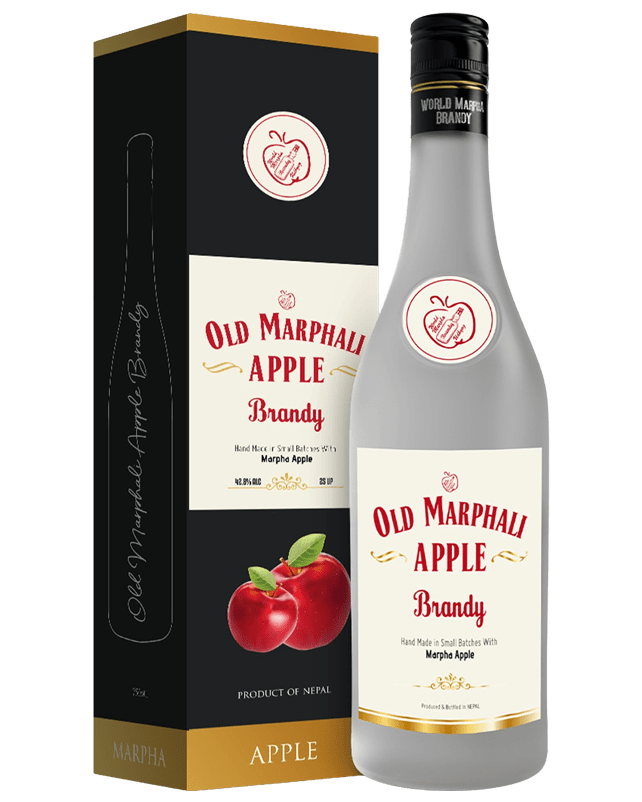 Old Marphali Apple Brandy
750ML
MARPHA
OLD MARPHALI
APPLE
Brandy
Hand Made in Small Batches With
Marpha Apple
42.8% ALC 25 UP
PRODUCT OF NEPAL
APPLE
WORLD MARPHA
BRANDY
OLD MARPHALI
APPLE
Brandy
Hand Made in Small Batches With
Marpha Apple
Produced & Bottled in NEPAL